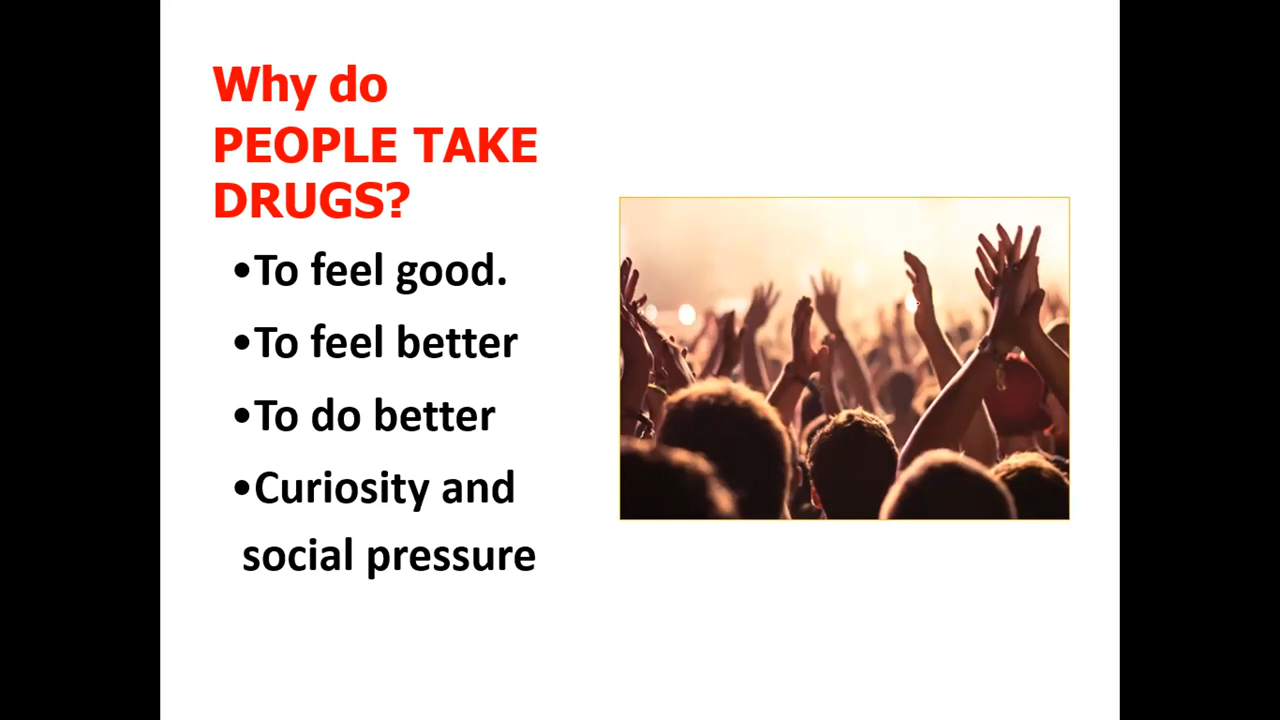 Why do
PEOPLE TAKE
DRUGS?
•To feel good.
•To feel better
•To do better
•Curiosity and
social pressure